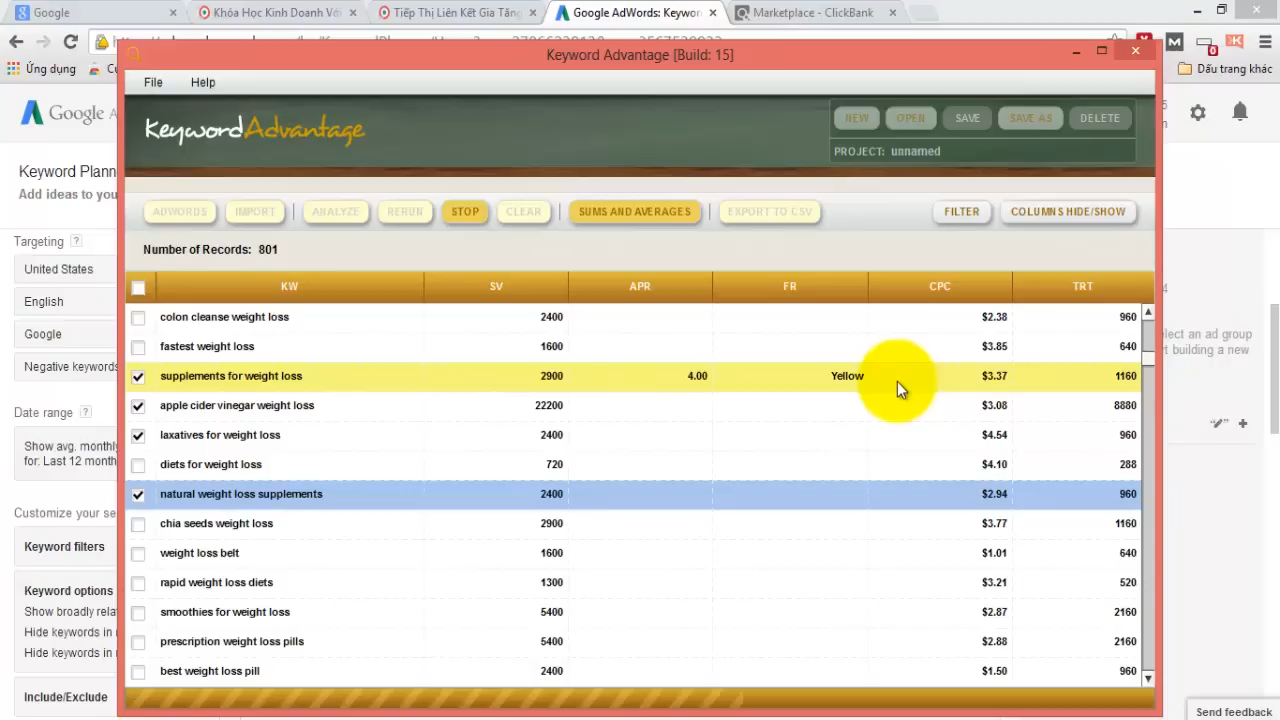 Google
Khóa Học Kinh Doanh Với
Tiếp Thị Liên Kết Gia Tăng
Google AdWords: Keywor
Marketplace - ClickBank
Keyword Advantage [Build: 15]
Ứng dụng
Dấu trang khác
File Help
KeywordAdvantage
NEW OPEN SAVE SAVE AS DELETE
PROJECT: unnamed
ADWORDS IMPORT ANALYZE RERUN STOP CLEAR SUMS AND AVERAGES EXPORT TO CSV FILTER COLUMNS HIDE/SHOW
Number of Records: 801
KW SV APR FR CPC TRT
colon cleanse weight loss 2400 $2.38 960
fastest weight loss 1600 $3.85 640
supplements for weight loss 2900 4.00 Yellow $3.37 1160
apple cider vinegar weight loss 22200 $3.08 8880
laxatives for weight loss 2400 $4.54 960
diets for weight loss 720 $4.10 288
natural weight loss supplements 2400 $2.94 960
chia seeds weight loss 2900 $3.77 1160
weight loss belt 1600 $1.01 640
rapid weight loss diets 1300 $3.21 520
smoothies for weight loss 5400 $2.87 2160
prescription weight loss pills 5400 $2.88 2160
best weight loss pill 2400 $1.50 960
Google
Keyword Plann
Add ideas to you
Targeting ?
United States
English
Google
Negative keywords
Date range ?
Show avg. monthly
for: Last 12 month
Customize your se
Keyword filters
Keyword options
Show broadly rela
Hide keywords in
Hide keywords in
Include/Exclude
elect an ad group
rt building a new
Send feedback